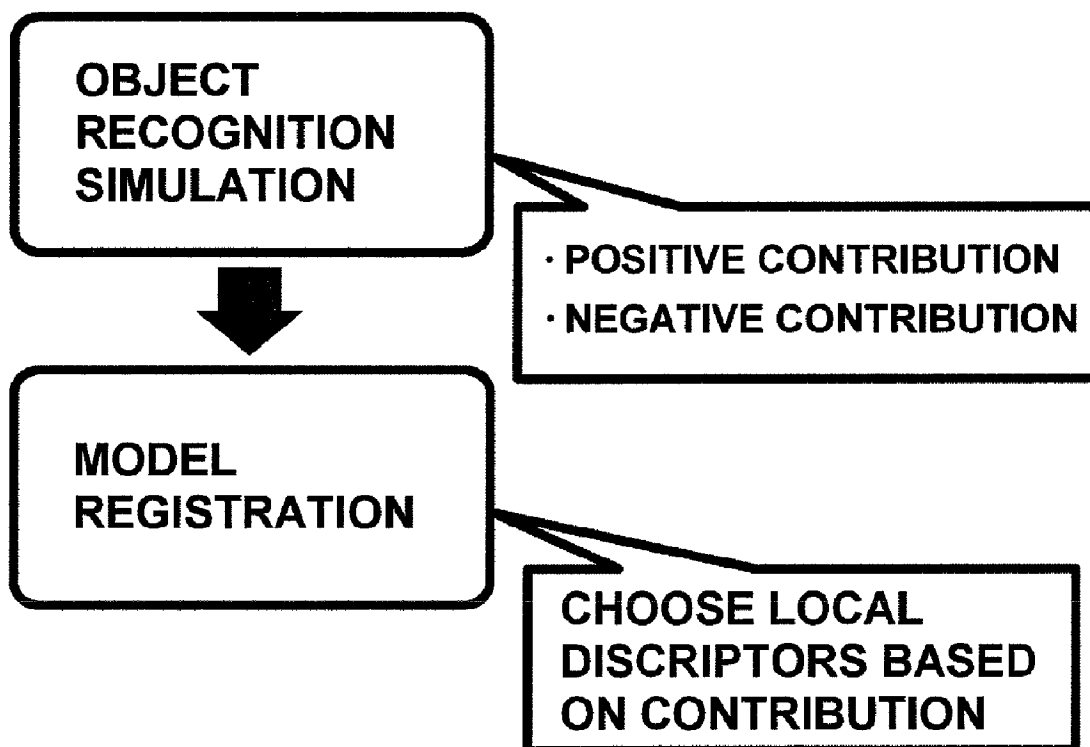 OBJECT
RECOGNITION
SIMULATION
· POSITIVE CONTRIBUTION
· NEGATIVE CONTRIBUTION
MODEL
REGISTRATION
CHOOSE LOCAL
DISCRIPTORS BASED
ON CONTRIBUTION